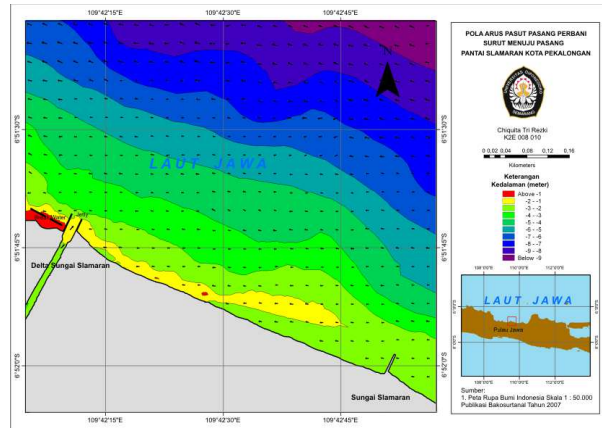 109°42'15"E 109°42'30"E 109°42'45"E
6°51'30"S
6°51'45"S
6°52'0"S
LAUT JAWA
Jetty
Delta Sungai Slamaran
Sungai Slamaran
6°51'30"S
6°51'45"S
6°52'0"S
109°42'15"E 109°42'30"E 109°42'45"E
POLA ARUS PASUT PASANG PERBANI
SURUT MENUJU PASANG
PANTAI SLAMARAN KOTA PEKALONGAN
SEMARANG
Chiquita Tri Rezki
K2E 008 010
0 0,02 0,04 0,08 0,12 0,16
Kilometers
Keterangan
Kedalaman (meter)
Above -1
-2 - -1
-3 - -2
-4 - -3
-5 - -4
-6 - -5
-7 - -6
-8 - -7
-9 - -8
Below -9
LAUT JAWA
Pulau Jawa
Sumber:
1. Peta Rupa Bumi Indonesia Skala 1 : 50.000
Publikasi Bakosurtanal Tahun 2007